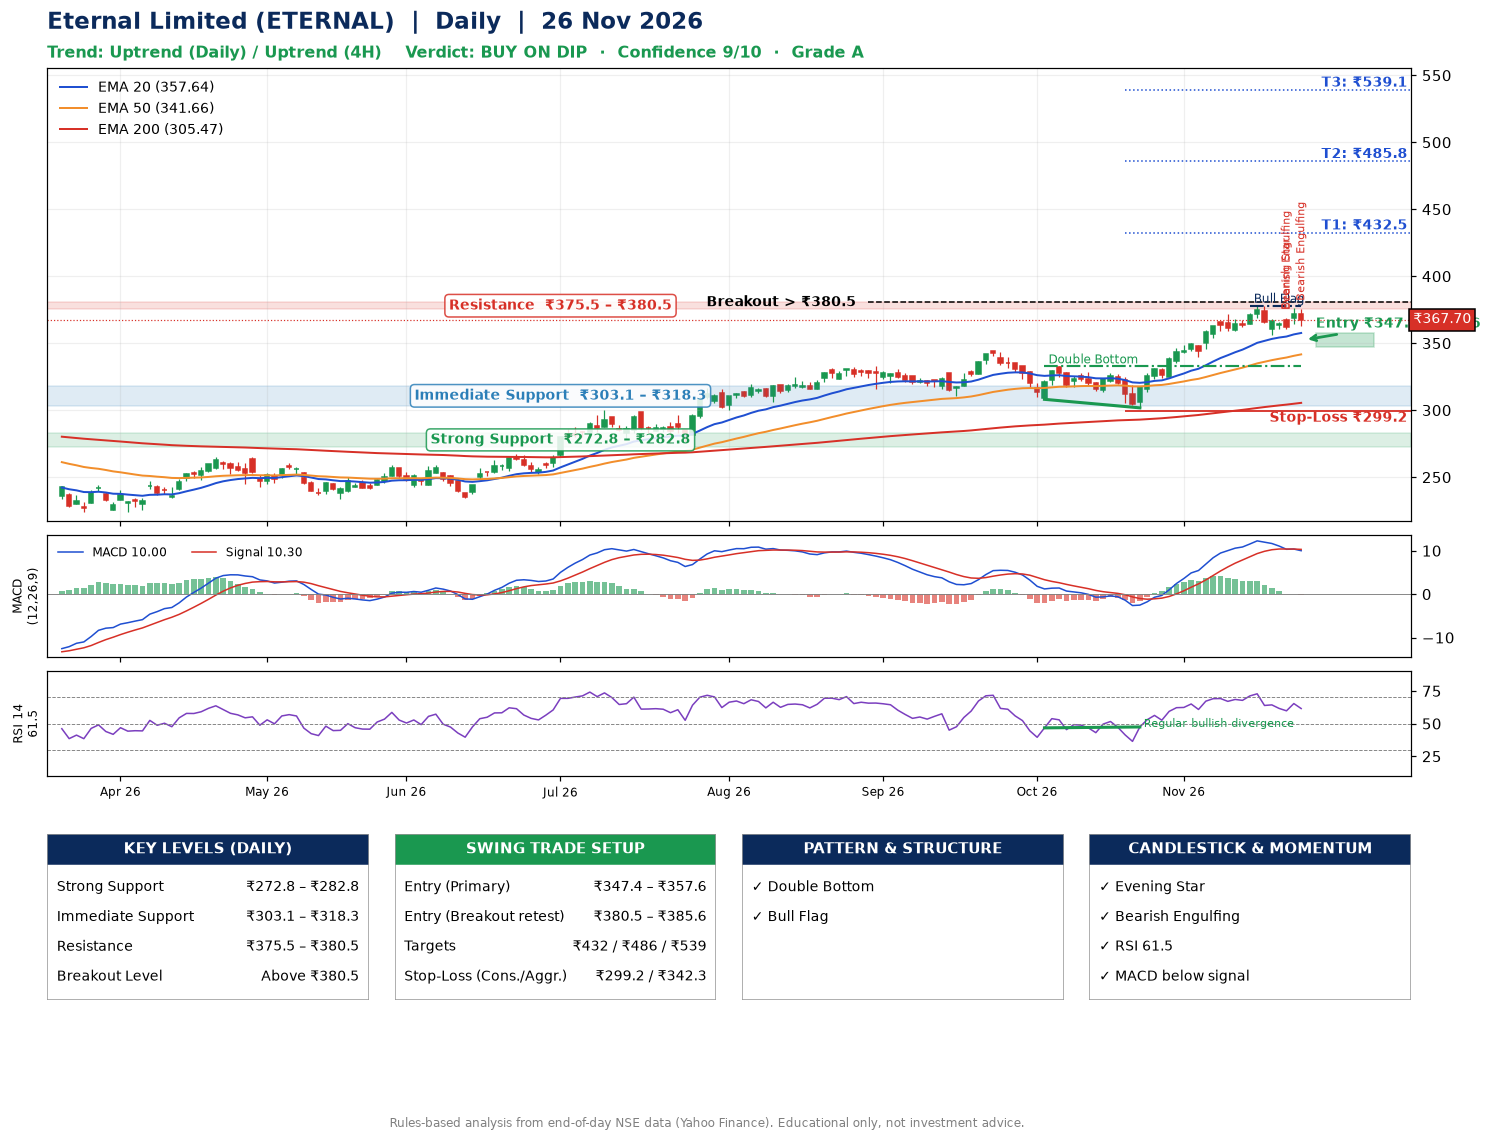 Eternal Limited (ETERNAL) | Daily | 26 Nov 2026
Trend: Uptrend (Daily) / Uptrend (4H) Verdict: BUY ON DIP · Confidence 9/10 · Grade A
EMA 20 (357.64)
EMA 50 (341.66)
EMA 200 (305.47)
T3: ₹539.1
T2: ₹485.8
T1: ₹432.5
Bearish Engulfing
Resistance ₹375.5 – ₹380.5
Breakout > ₹380.5
Bull Flag
₹367.70
Entry ₹347.
Double Bottom
Immediate Support ₹303.1 – ₹318.3
Stop-Loss ₹299.2
Strong Support ₹272.8 – ₹282.8
550
500
450
400
350
300
250
MACD 10.00
Signal 10.30
MACD
(12,26,9)
10
0
−10
RSI 14
61.5
Regular bullish divergence
75
50
25
Apr 26 May 26 Jun 26 Jul 26 Aug 26 Sep 26 Oct 26 Nov 26
KEY LEVELS (DAILY)
Strong Support ₹272.8 – ₹282.8
Immediate Support ₹303.1 – ₹318.3
Resistance ₹375.5 – ₹380.5
Breakout Level Above ₹380.5
SWING TRADE SETUP
Entry (Primary) ₹347.4 – ₹357.6
Entry (Breakout retest) ₹380.5 – ₹385.6
Targets ₹432 / ₹486 / ₹539
Stop-Loss (Cons./Aggr.) ₹299.2 / ₹342.3
PATTERN & STRUCTURE
✓ Double Bottom
✓ Bull Flag
CANDLESTICK & MOMENTUM
✓ Evening Star
✓ Bearish Engulfing
✓ RSI 61.5
✓ MACD below signal
Rules-based analysis from end-of-day NSE data (Yahoo Finance). Educational only, not investment advice.